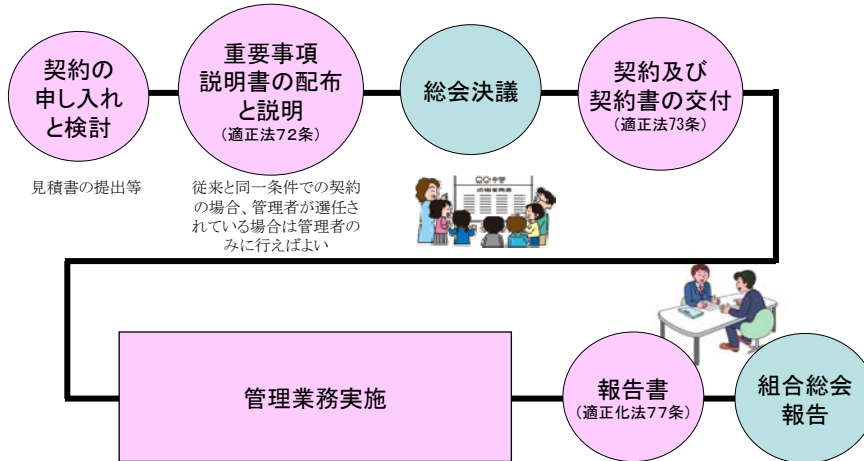 契約の
申し入れ
と検討
重要事項
説明書の配布
と説明
(適正法72条)
総会決議
契約及び
契約書の交付
(適正法73条)
見積書の提出等
従来と同一条件での契約
の場合、管理者が選任さ
れている場合は管理者の
みに行えばよい
管理業務実施
報告書
(適正化法77条)
組合総会
報告